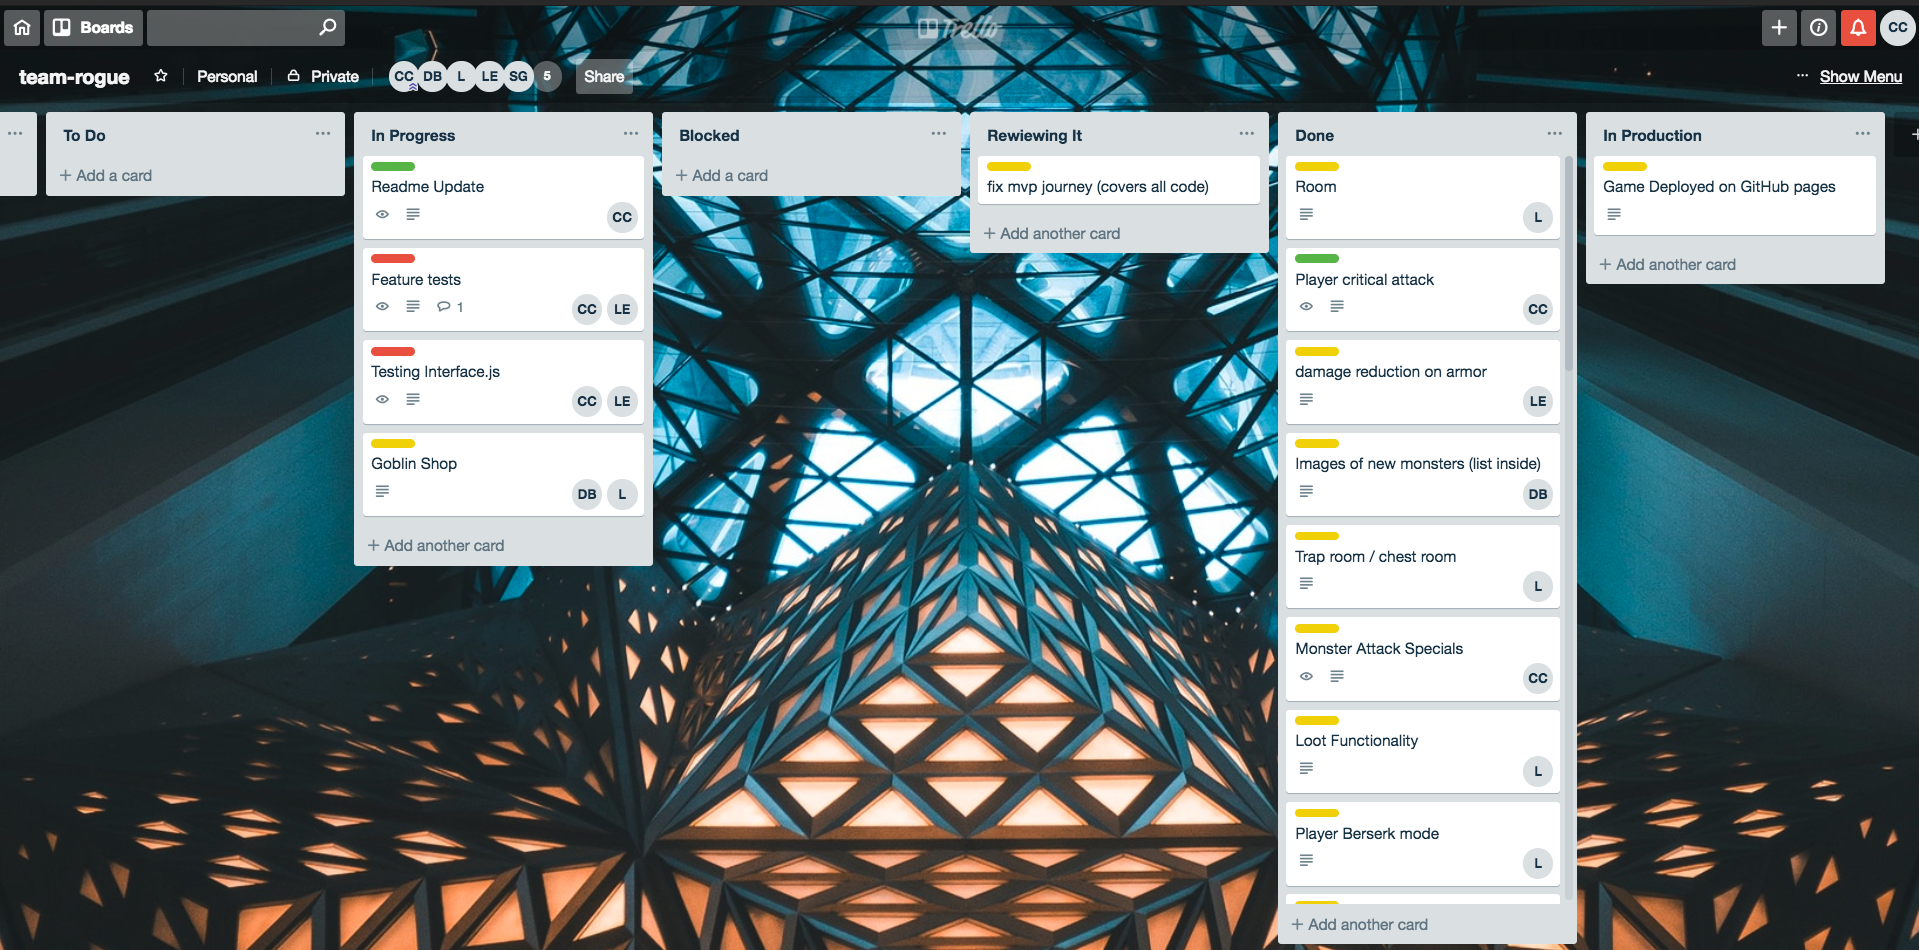 Boards
Trello
CC
team-rogue
Personal
Private
CC DB L LE SG 5
Share
... Show Menu
To Do
+ Add a card
In Progress
Readme Update
CC
Feature tests
1
CC LE
Testing Interface.js
CC LE
Goblin Shop
DB L
+ Add another card
Blocked
+ Add a card
Rewiewing It
fix mvp journey (covers all code)
+ Add another card
Done
Room
L
Player critical attack
CC
damage reduction on armor
LE
Images of new monsters (list inside)
DB
Trap room / chest room
L
Monster Attack Specials
CC
Loot Functionality
L
Player Berserk mode
L
+ Add another card
In Production
Game Deployed on GitHub pages
+ Add another card